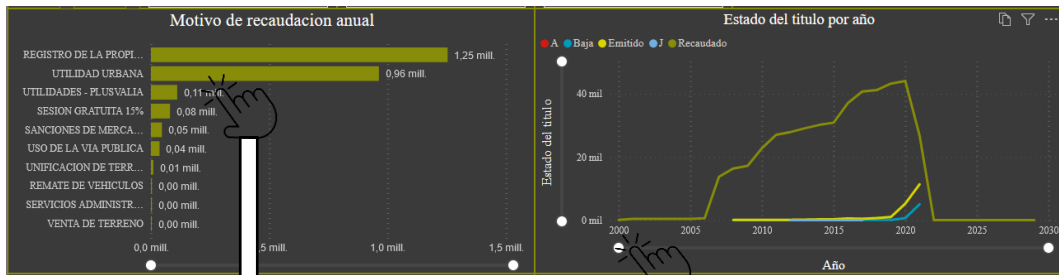 Motivo de recaudacion anual
REGISTRO DE LA PROPI...
1,25 mill.
UTILIDAD URBANA
0,96 mill.
UTILIDADES - PLUSVALIA
0,11 mill.
SESION GRATUITA 15%
0,08 mill.
SANCIONES DE MERCA...
0,05 mill.
USO DE LA VIA PUBLICA
0,04 mill.
UNIFICACION DE TERR...
0,01 mill.
REMATE DE VEHICULOS
0,00 mill.
SERVICIOS ADMINISTR...
0,00 mill.
VENTA DE TERRENO
0,00 mill.
0,0 mill. ,5 mill. 1,0 mill. 1,5 mill.
Estado del titulo por año
A Baja Emitido J Recaudado
Estado del titulo
40 mil
20 mil
0 mil
2000 2005 2010 2015 2020 2025 2030
Año